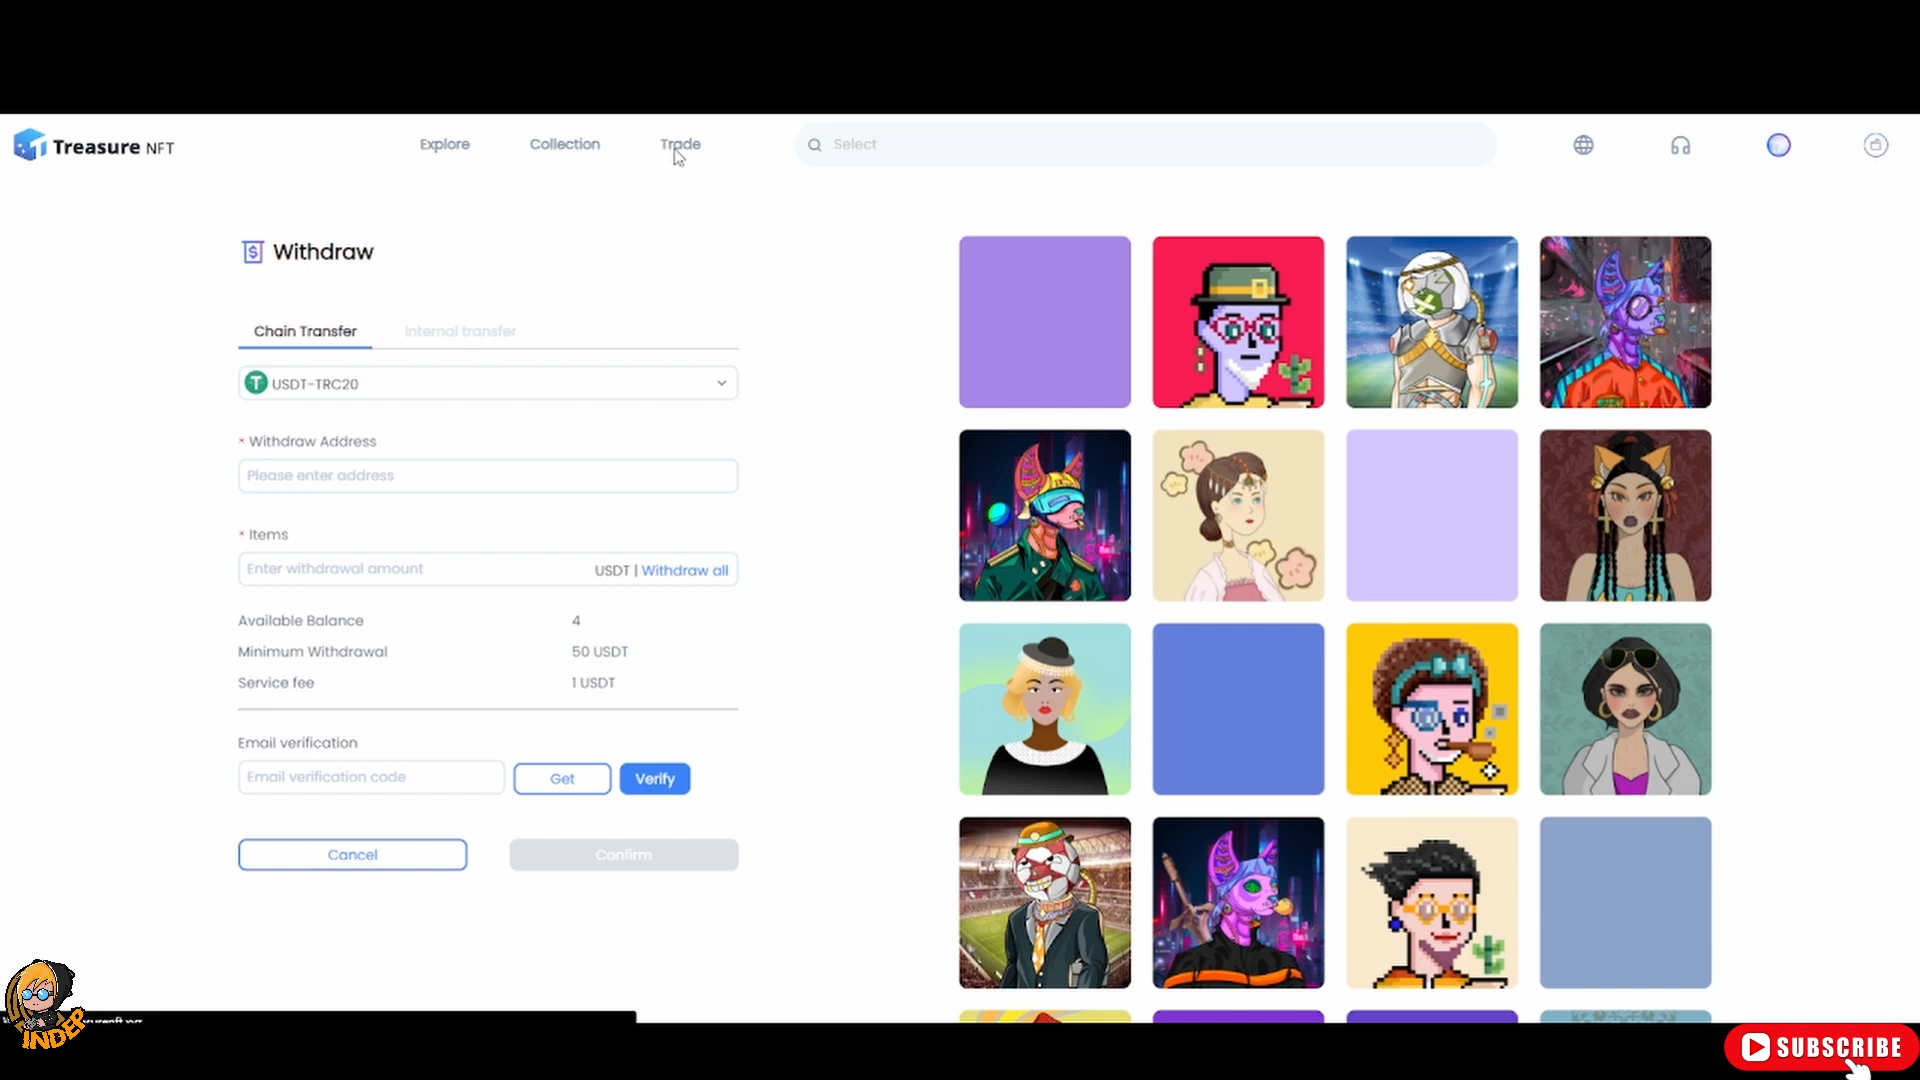 Treasure NFT
Explore
Collection
Trade
Select
Withdraw
Chain Transfer
Internal transfer
USDT-TRC20
* Withdraw Address
Please enter address
* Items
Enter withdrawal amount
USDT | Withdraw all
Available Balance 4
Minimum Withdrawal 50 USDT
Service fee 1 USDT
Email verification
Email verification code
Get
Verify
Cancel
Confirm
INDEP
SUBSCRIBE